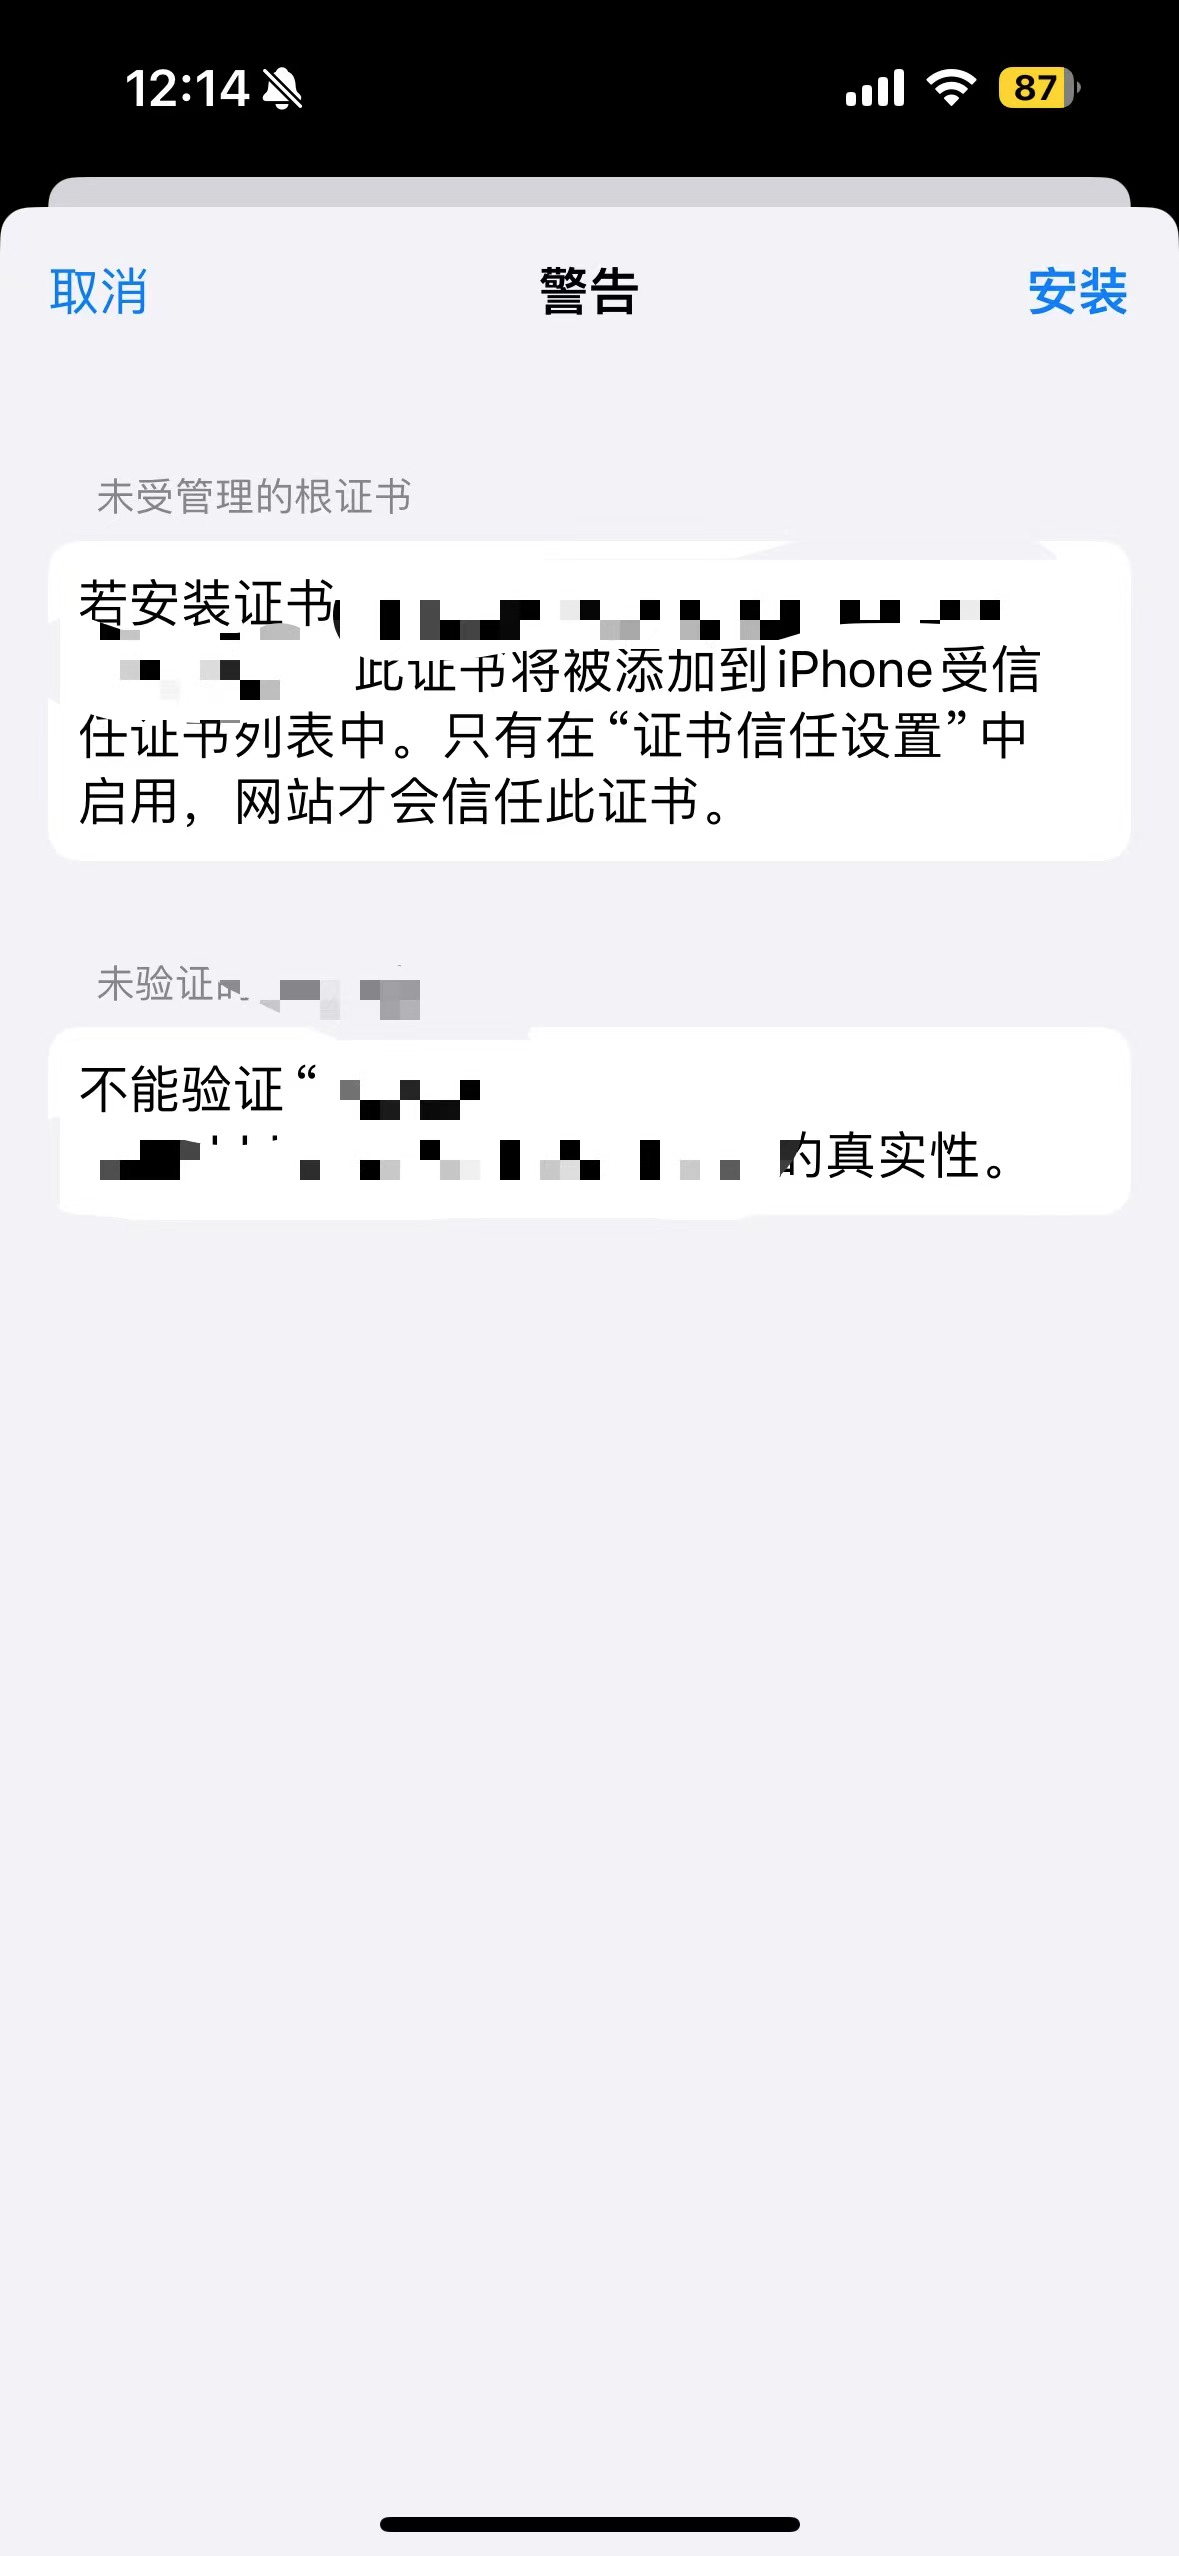 12:14
87
取消
警告
安装
未受管理的根证书
若安装证书
此证书将被添加到iPhone受信
任证书列表中。只有在“证书信任设置”中
启用，网站才会信任此证书。
未验证
不能验证“
的真实性。